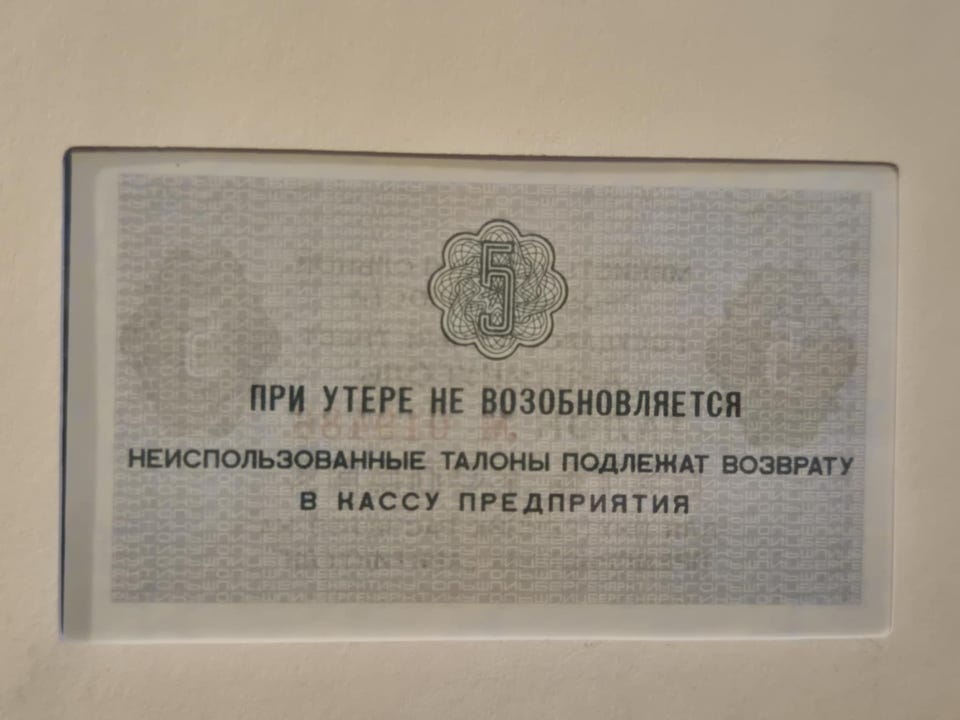 5
ПРИ УТЕРЕ НЕ ВОЗОБНОВЛЯЕТСЯ
НЕИСПОЛЬЗОВАННЫЕ ТАЛОНЫ ПОДЛЕЖАТ ВОЗВРАТУ
В КАССУ ПРЕДПРИЯТИЯ